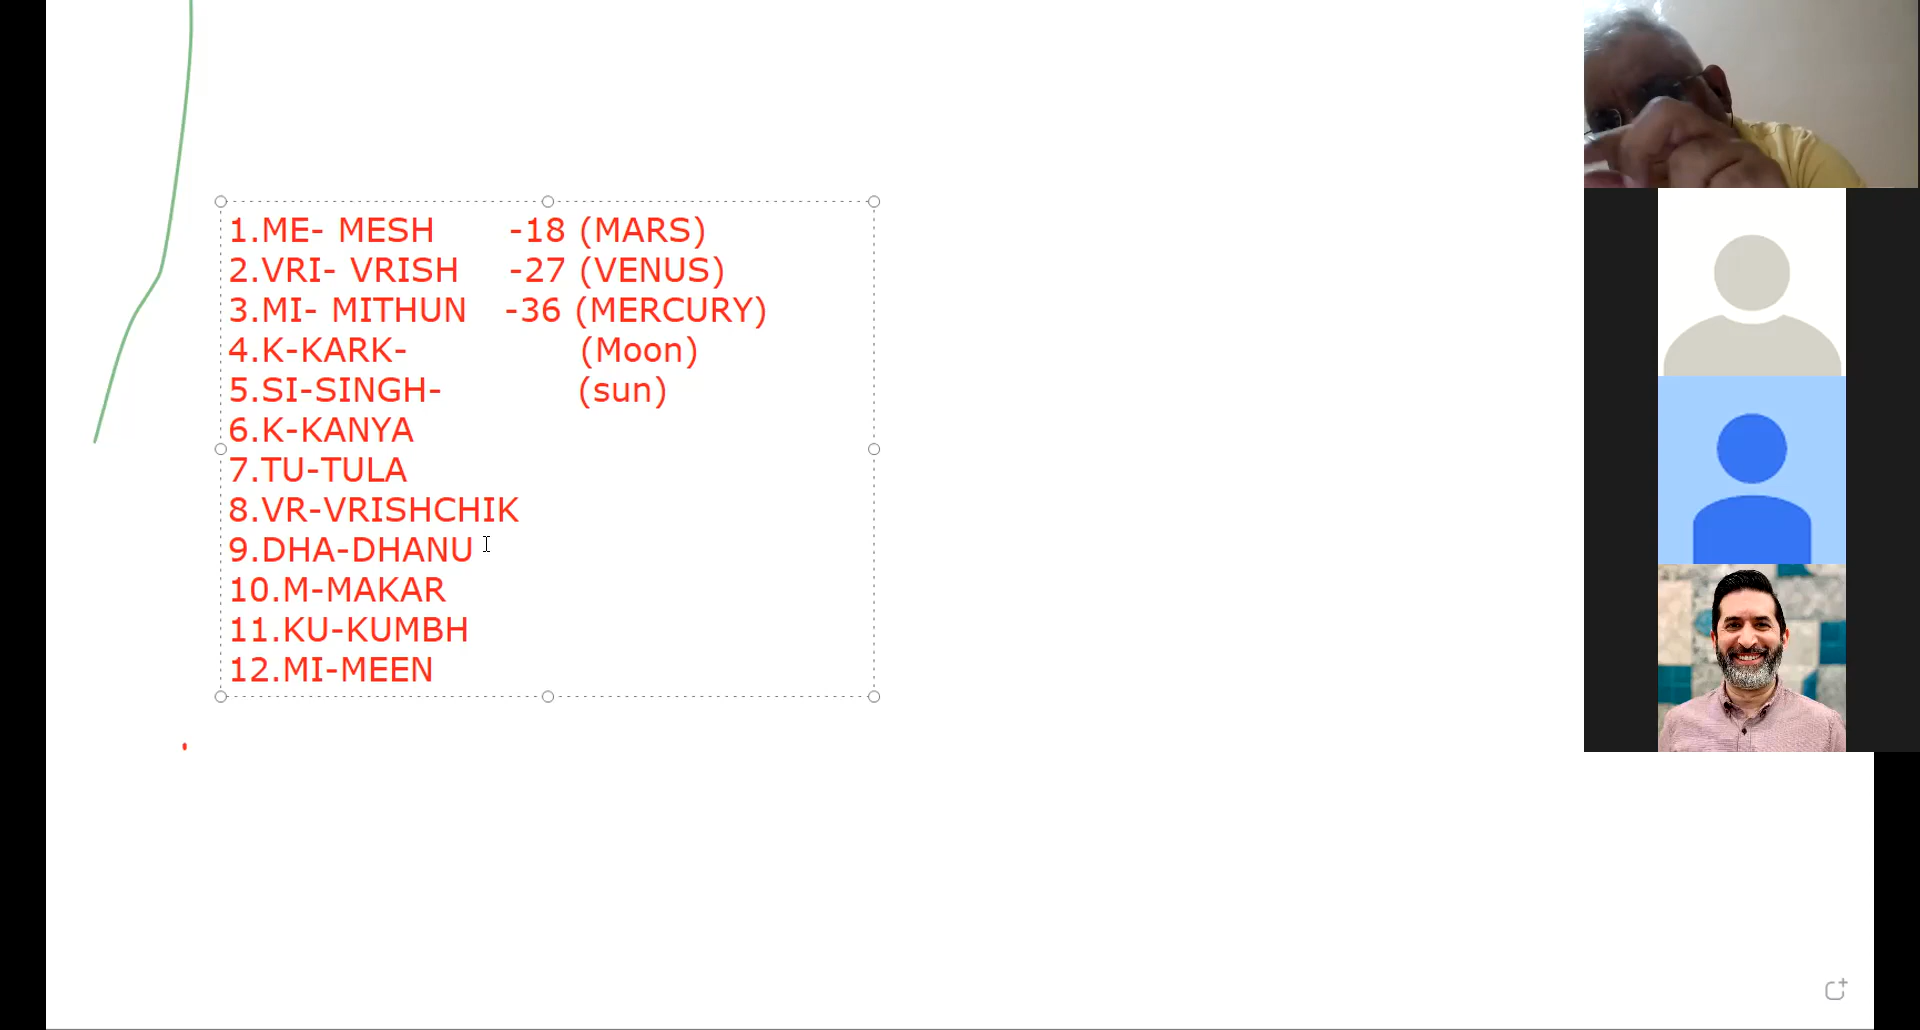 1.ME- MESH -18 (MARS)
2.VRI- VRISH -27 (VENUS)
3.MI- MITHUN -36 (MERCURY)
4.K-KARK- (Moon)
5.SI-SINGH- (sun)
6.K-KANYA
7.TU-TULA
8.VR-VRISHCHIK
9.DHA-DHANU
10.M-MAKAR
11.KU-KUMBH
12.MI-MEEN